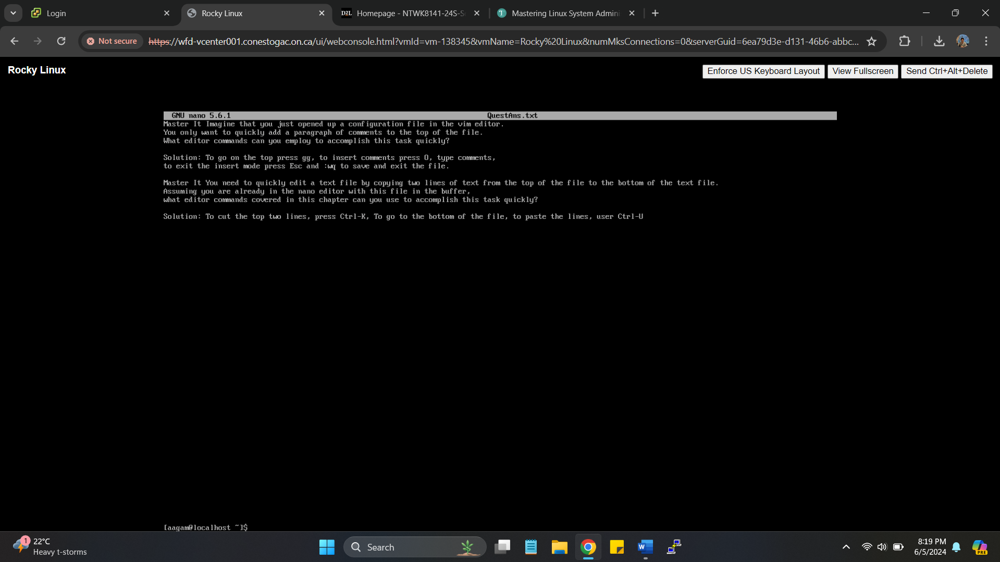 Login
Rocky Linux
D2L Homepage - NTWK8141-24S-Se
Mastering Linux System Admini
Not secure
https://wfd-vcenter001.conestogac.on.ca/ui/webconsole.html?vmId=vm-138345&vmName=Rocky%20Linux&numMksConnections=0&serverGuid=6ea79d3e-d131-46b6-abbc...
Rocky Linux
Enforce US Keyboard Layout
View Fullscreen
Send Ctrl+Alt+Delete
GNU nano 5.6.1 QuestAns.txt
Master It Imagine that you just opened up a configuration file in the vim editor.
You only want to quickly add a paragraph of comments to the top of the file.
What editor commands can you employ to accomplish this task quickly?
Solution: To go on the top press gg, to insert comments press O, type comments,
to exit the insert mode press Esc and :wq to save and exit the file.
Master It You need to quickly edit a text file by copying two lines of text from the top of the file to the bottom of the text file.
Assuming you are already in the nano editor with this file in the buffer,
what editor commands covered in this chapter can you use to accomplish this task quickly?
Solution: To cut the top two lines, press Ctrl-K, To go to the bottom of the file, to paste the lines, user Ctrl-U
[aagam@localhost ~]$
1
22°C
Heavy t-storms
Search
W
8:19 PM
6/5/2024
PRE